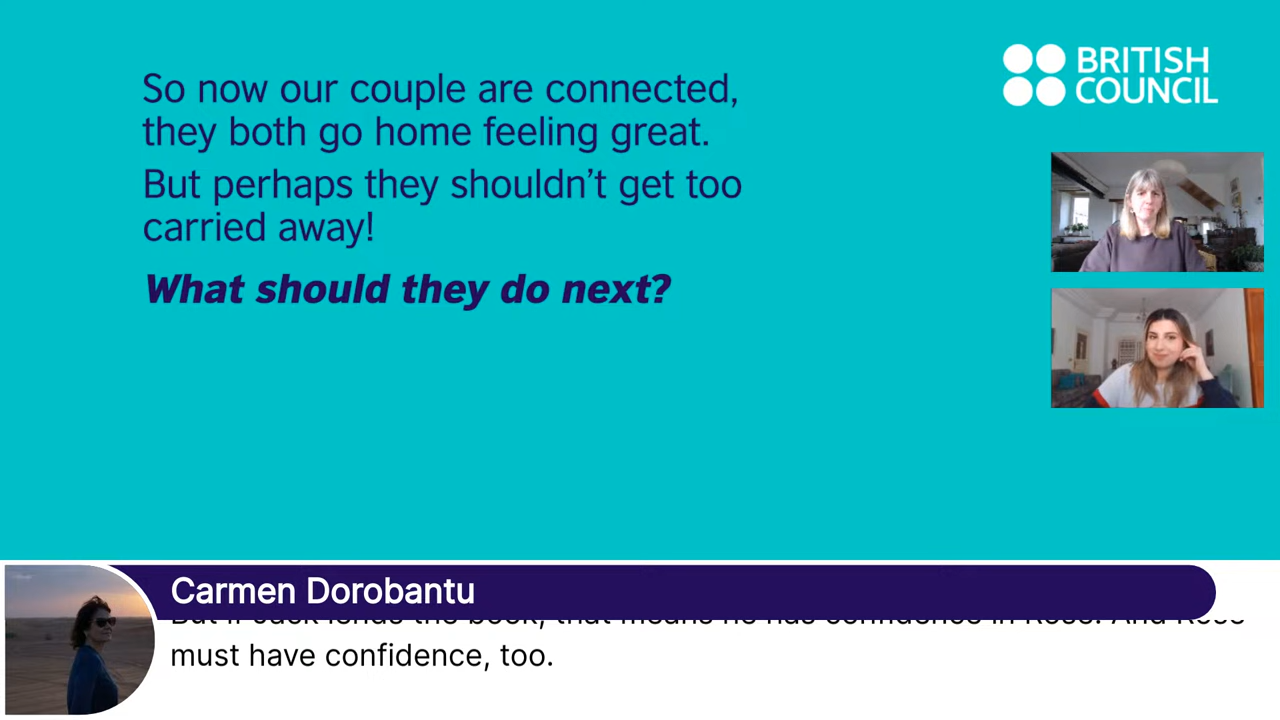 So now our couple are connected,
they both go home feeling great.
But perhaps they shouldn't get too
carried away!
What should they do next?
BRITISH
COUNCIL
Carmen Dorobantu
But if Jack lends the book, that means he has confidence in Rose. And Rose
must have confidence, too.